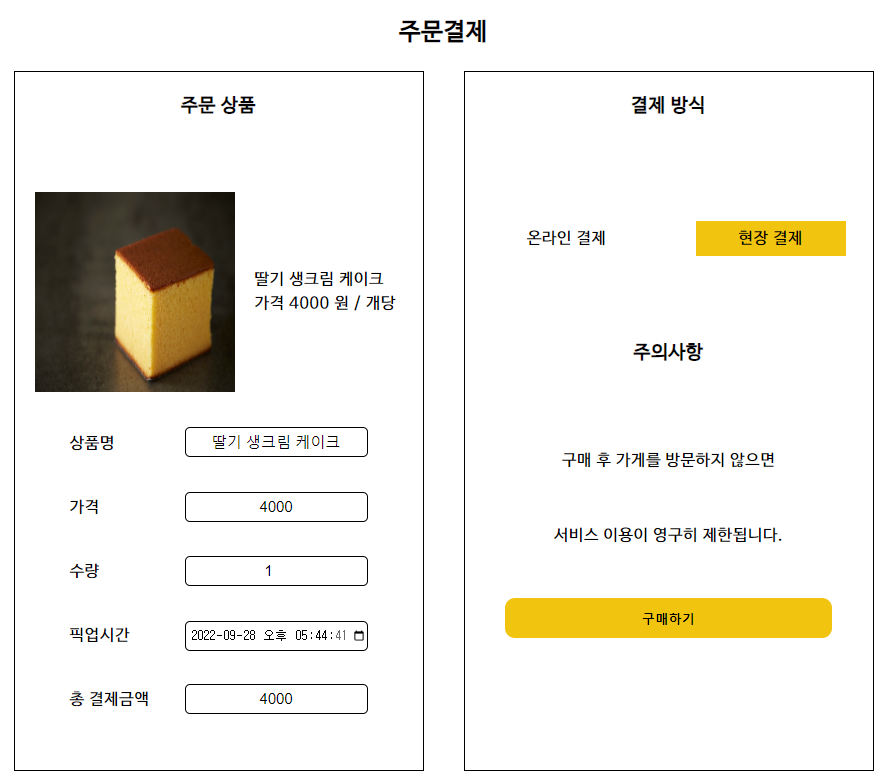 주문결제
주문 상품
딸기 생크림 케이크
가격 4000 원 / 개당
상품명 딸기 생크림 케이크
가격 4000
수량 1
픽업시간 2022-09-28 오후 05:44:41
총 결제금액 4000
결제 방식
온라인 결제 현장 결제
주의사항
구매 후 가게를 방문하지 않으면
서비스 이용이 영구히 제한됩니다.
구매하기